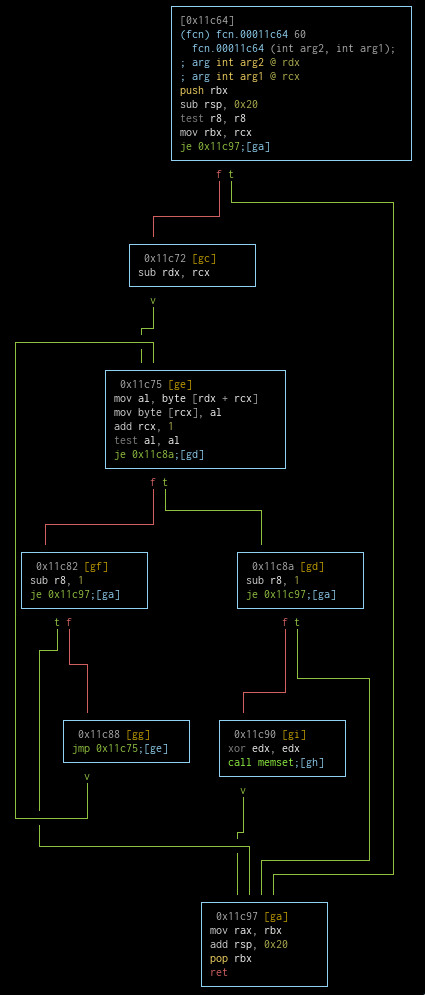 [0x11c64]
(fcn) fcn.00011c64 60
fcn.00011c64 (int arg2, int arg1);
; arg int arg2 @ rdx
; arg int arg1 @ rcx
push rbx
sub rsp, 0x20
test r8, r8
mov rbx, rcx
je 0x11c97;[ga]
f t
0x11c72 [gc]
sub rdx, rcx
v
0x11c75 [ge]
mov al, byte [rdx + rcx]
mov byte [rcx], al
add rcx, 1
test al, al
je 0x11c8a;[gd]
f t
0x11c82 [gf]
sub r8, 1
je 0x11c97;[ga]
t f
0x11c8a [gd]
sub r8, 1
je 0x11c97;[ga]
f t
0x11c88 [gg]
jmp 0x11c75;[ge]
v
0x11c90 [gi]
xor edx, edx
call memset;[gh]
v
0x11c97 [ga]
mov rax, rbx
add rsp, 0x20
pop rbx
ret